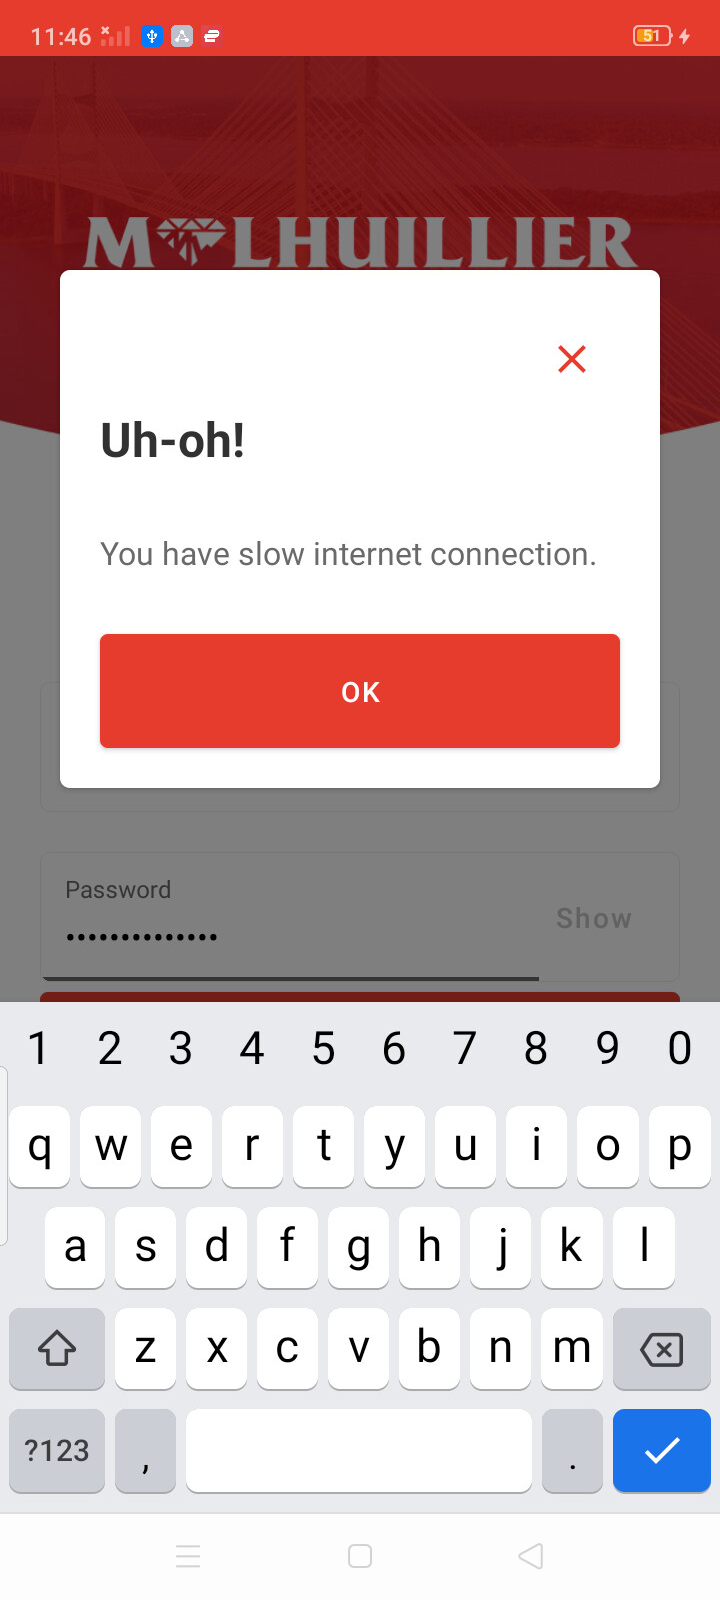 11:46
51
M LHUILLIER
Uh-oh!
You have slow internet connection.
OK
Password
••••••••••••••
Show
1 2 3 4 5 6 7 8 9 0
q w e r t y u i o p
a s d f g h j k l
z x c v b n m
?123 , .